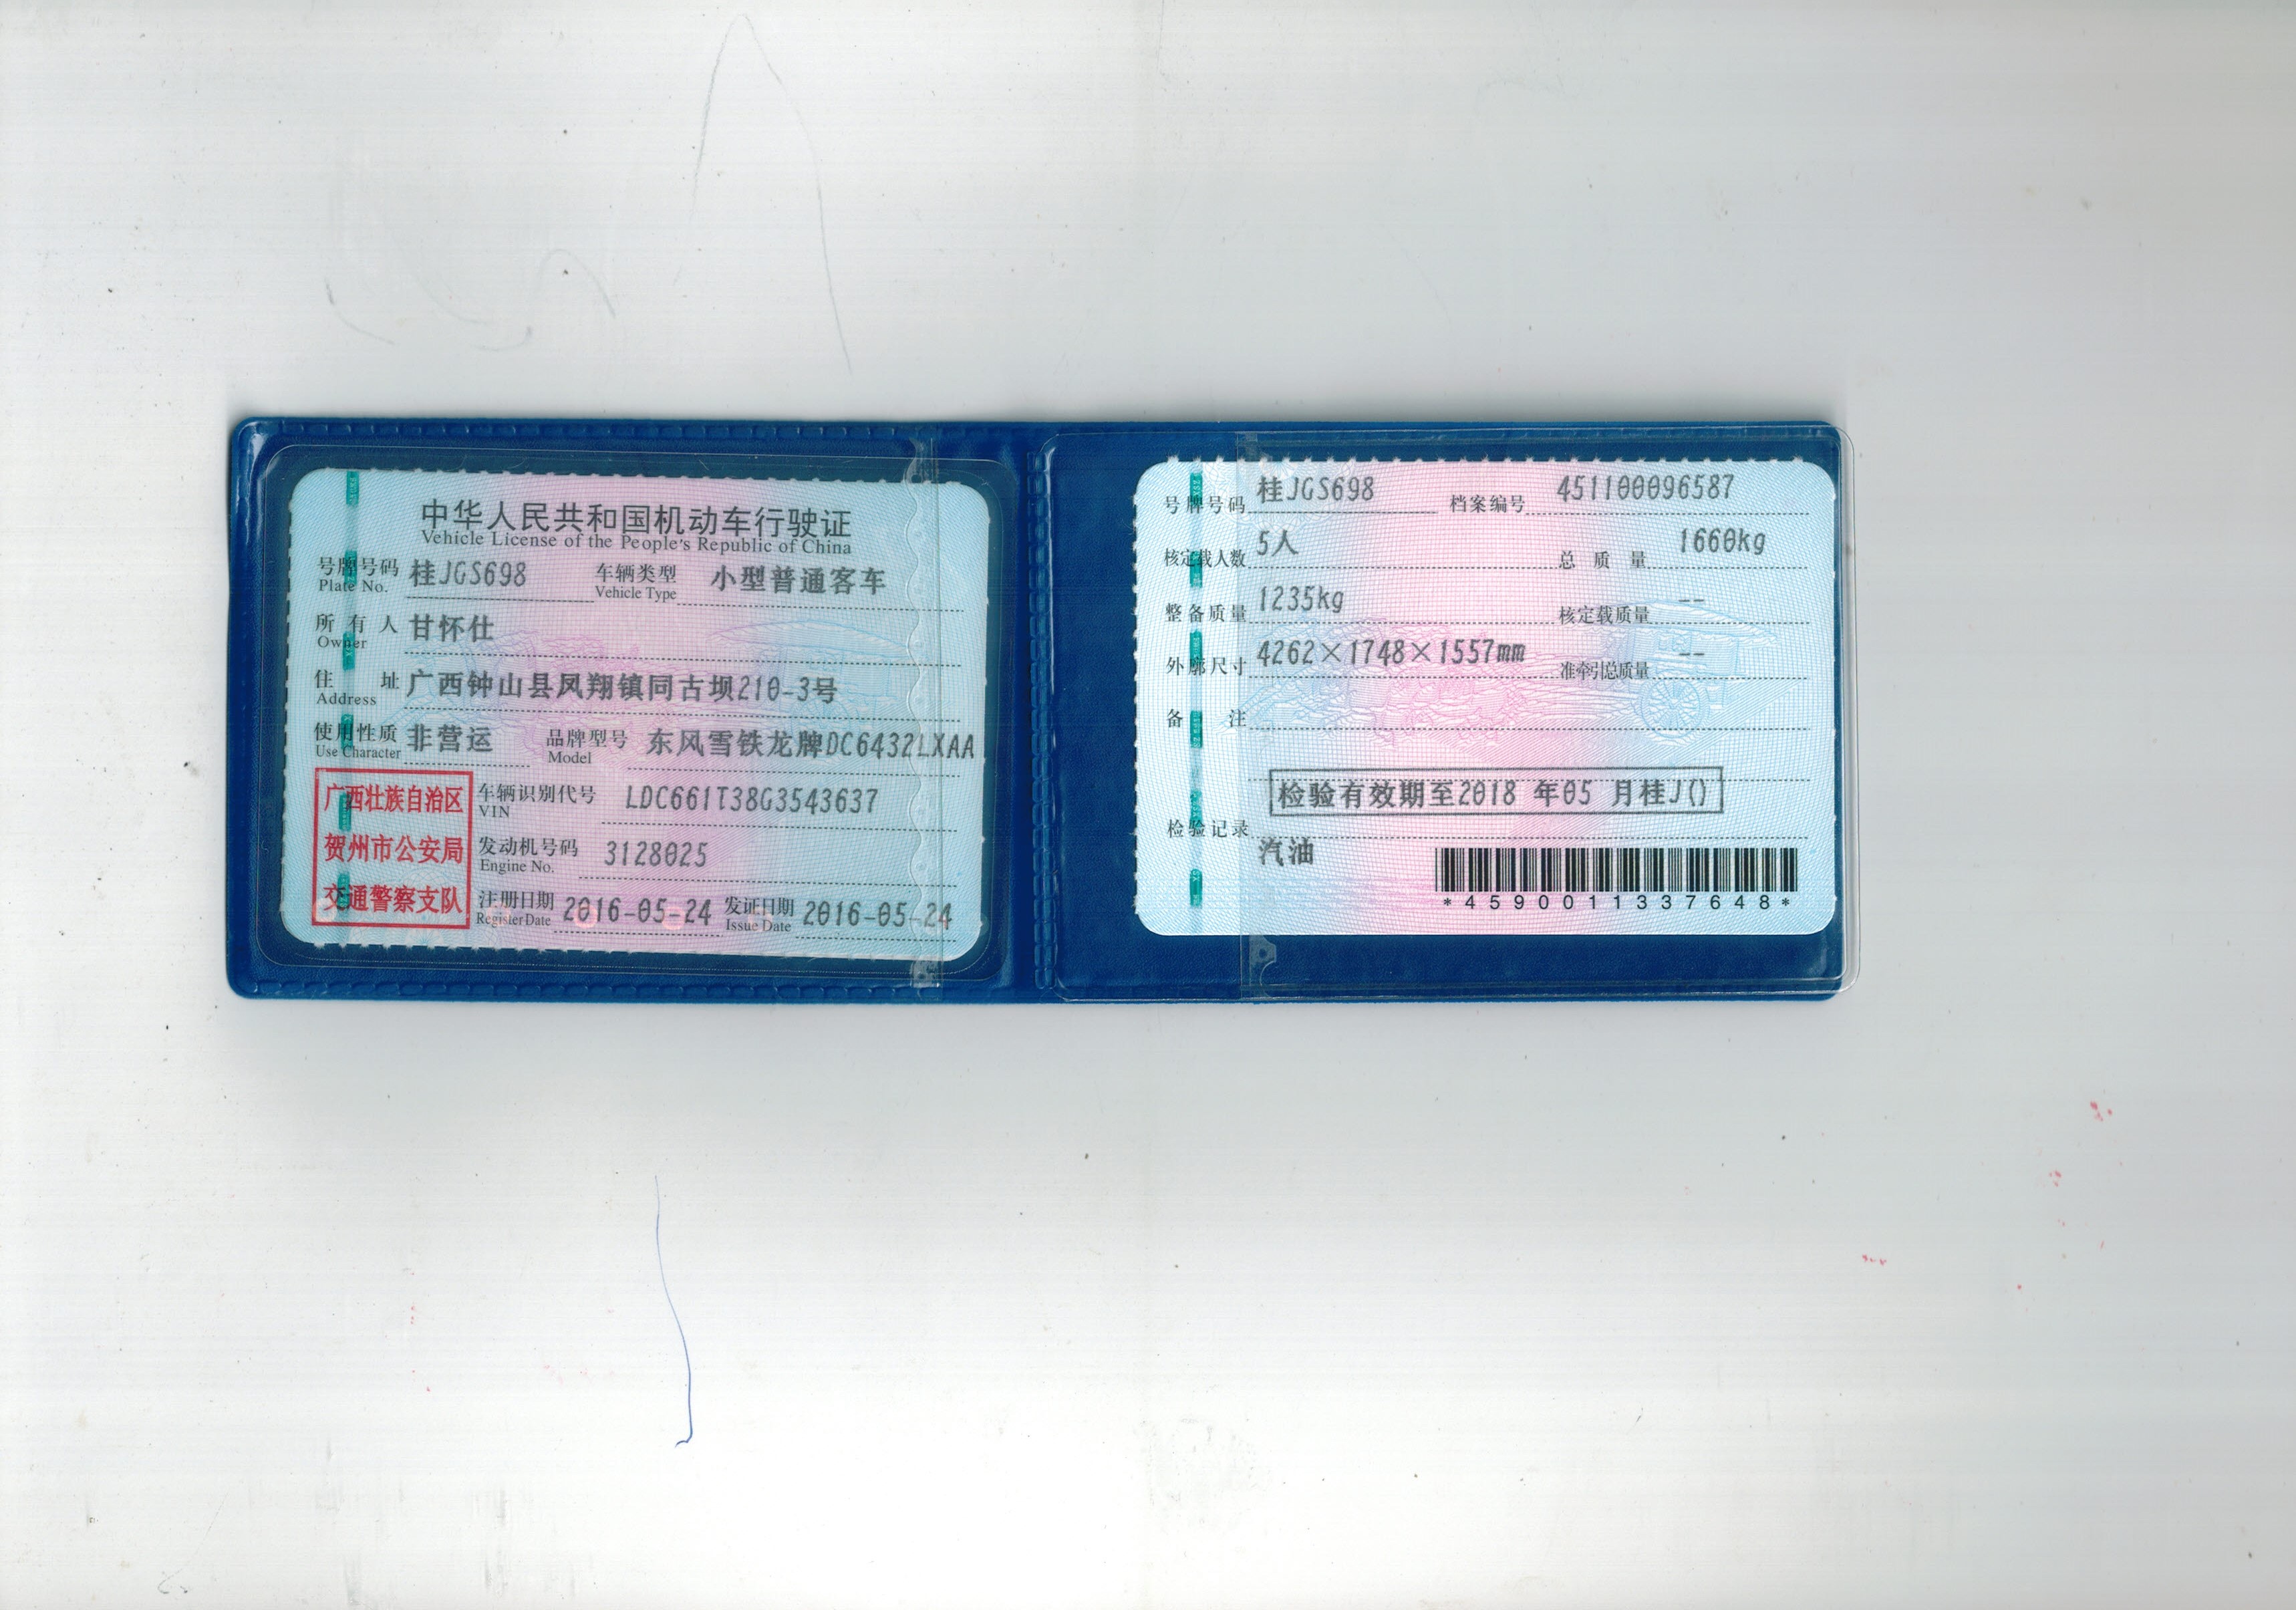 中华人民共和国机动车行驶证
Vehicle License of the People's Republic of China
号牌号码 桂JGS698 车辆类型 小型普通客车
Plate No. Vehicle Type
所有人 甘怀仕
Owner
住址 广西钟山县凤翔镇同古坝210-3号
Address
使用性质 非营运 品牌型号 东风雪铁龙牌DC6432LXAA
Use Character Model
广西壮族自治区
贺州市公安局
交通警察支队
车辆识别代号 LDC661T38G3543637
VIN
发动机号码 3128025
Engine No.
注册日期 2016-05-24 发证日期 2016-05-24
Register Date Issue Date
号牌号码 桂JGS698 档案编号 451100096587
核定载人数 5人 总质量 1660kg
整备质量 1235kg 核定载质量 --
外廓尺寸 4262×1748×1557mm 准牵引总质量 --
备注
检验有效期至2018 年05 月桂J()
检验记录
汽油
*4590011337648*